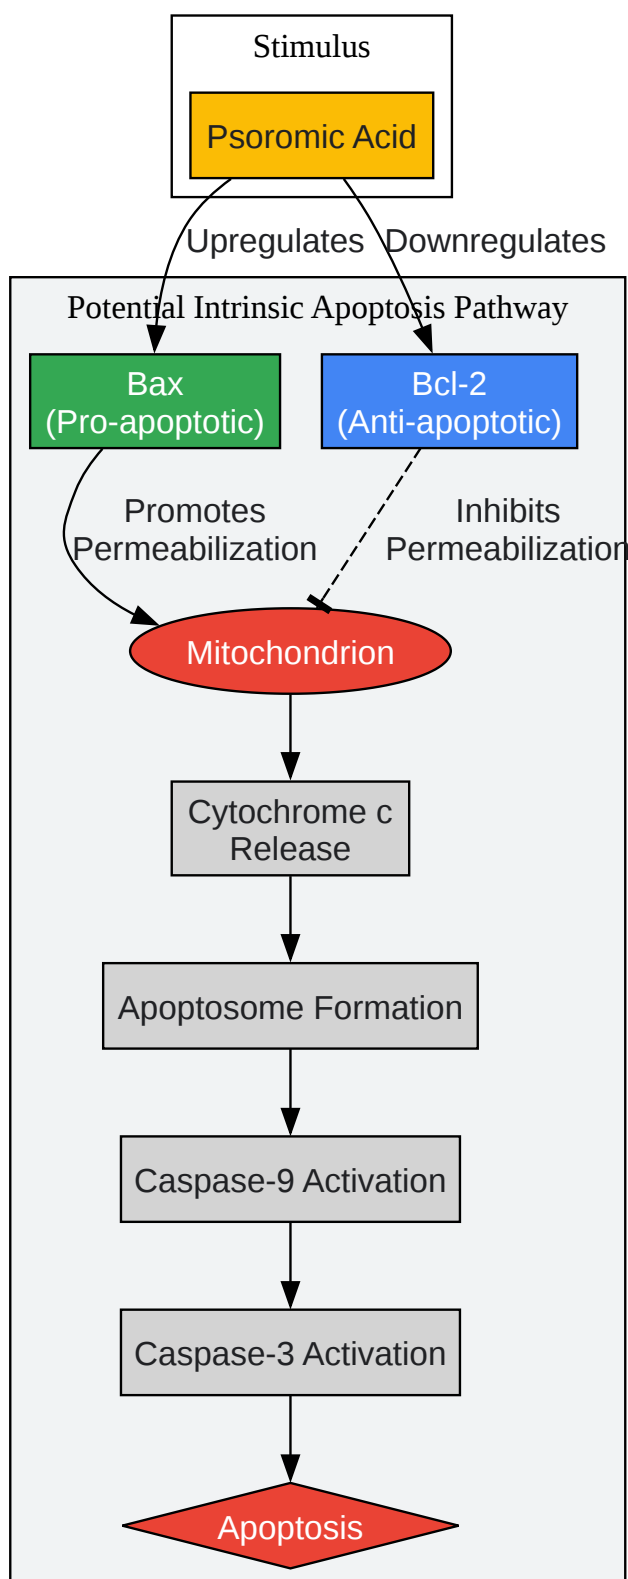 Stimulus
Psoromic Acid
Upregulates
Downregulates
Potential Intrinsic Apoptosis Pathway
Bax
(Pro-apoptotic)
Bcl-2
(Anti-apoptotic)
Promotes
Permeabilization
Inhibits
Permeabilization
Mitochondrion
Cytochrome c
Release
Apoptosome Formation
Caspase-9 Activation
Caspase-3 Activation
Apoptosis